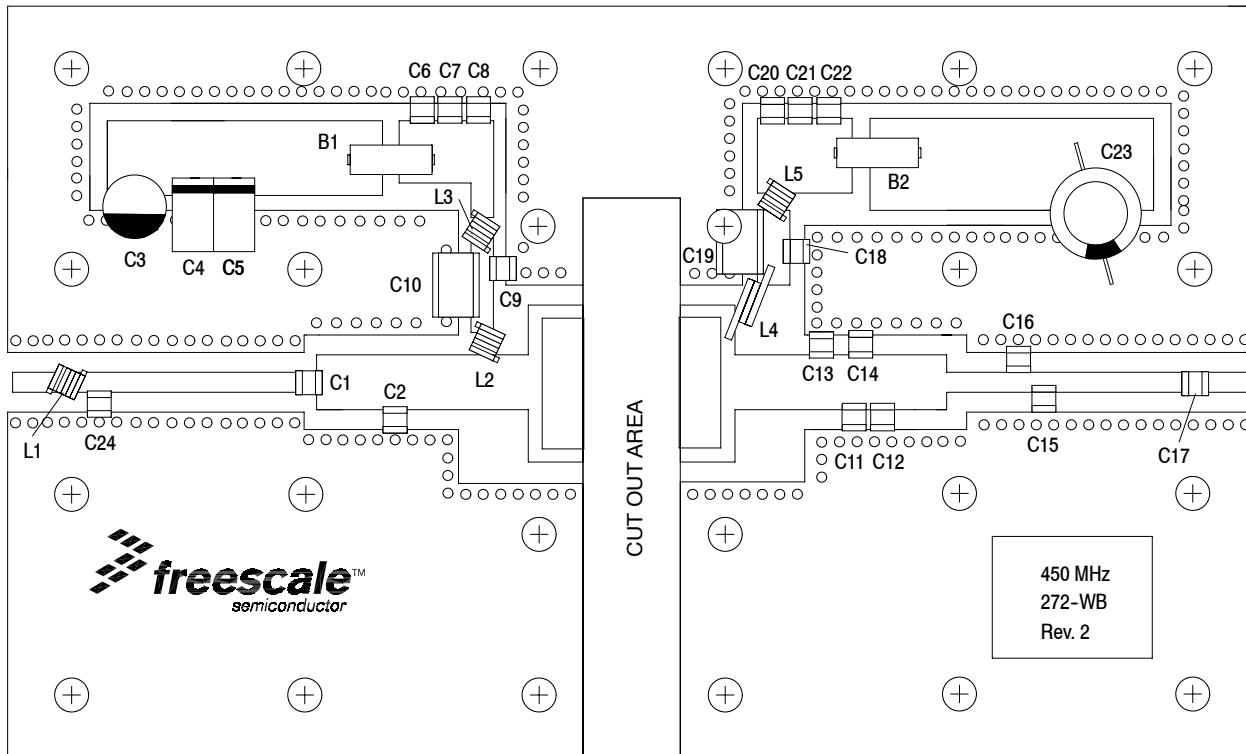 C6 C7 C8
C20 C21 C22
B1
B2
C23
L3
L5
C3
C4
C5
C10
C9
C19
C18
L4
L2
C1
C2
C13
C14
C16
L1
C24
C11
C12
C15
C17
CUT OUT AREA
freescale™
semiconductor
450 MHz
272-WB
Rev. 2